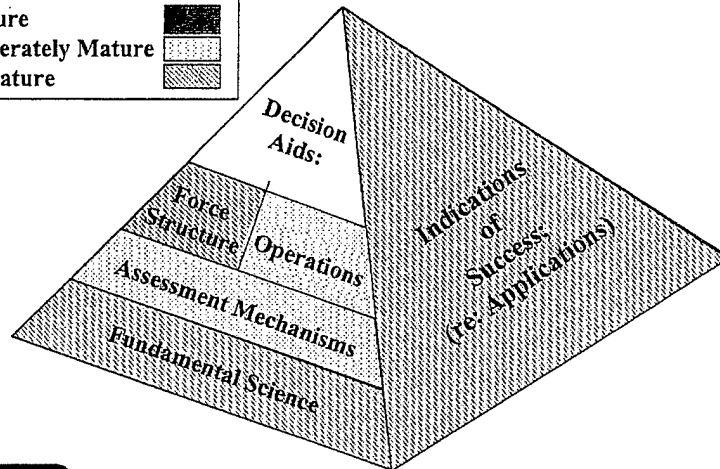 ure
erately Mature
ature
Decision
Aids:
Force
Structure
Operations
Assessment Mechanisms
Fundamental Science
Indications
of
Success:
(re: Applications)